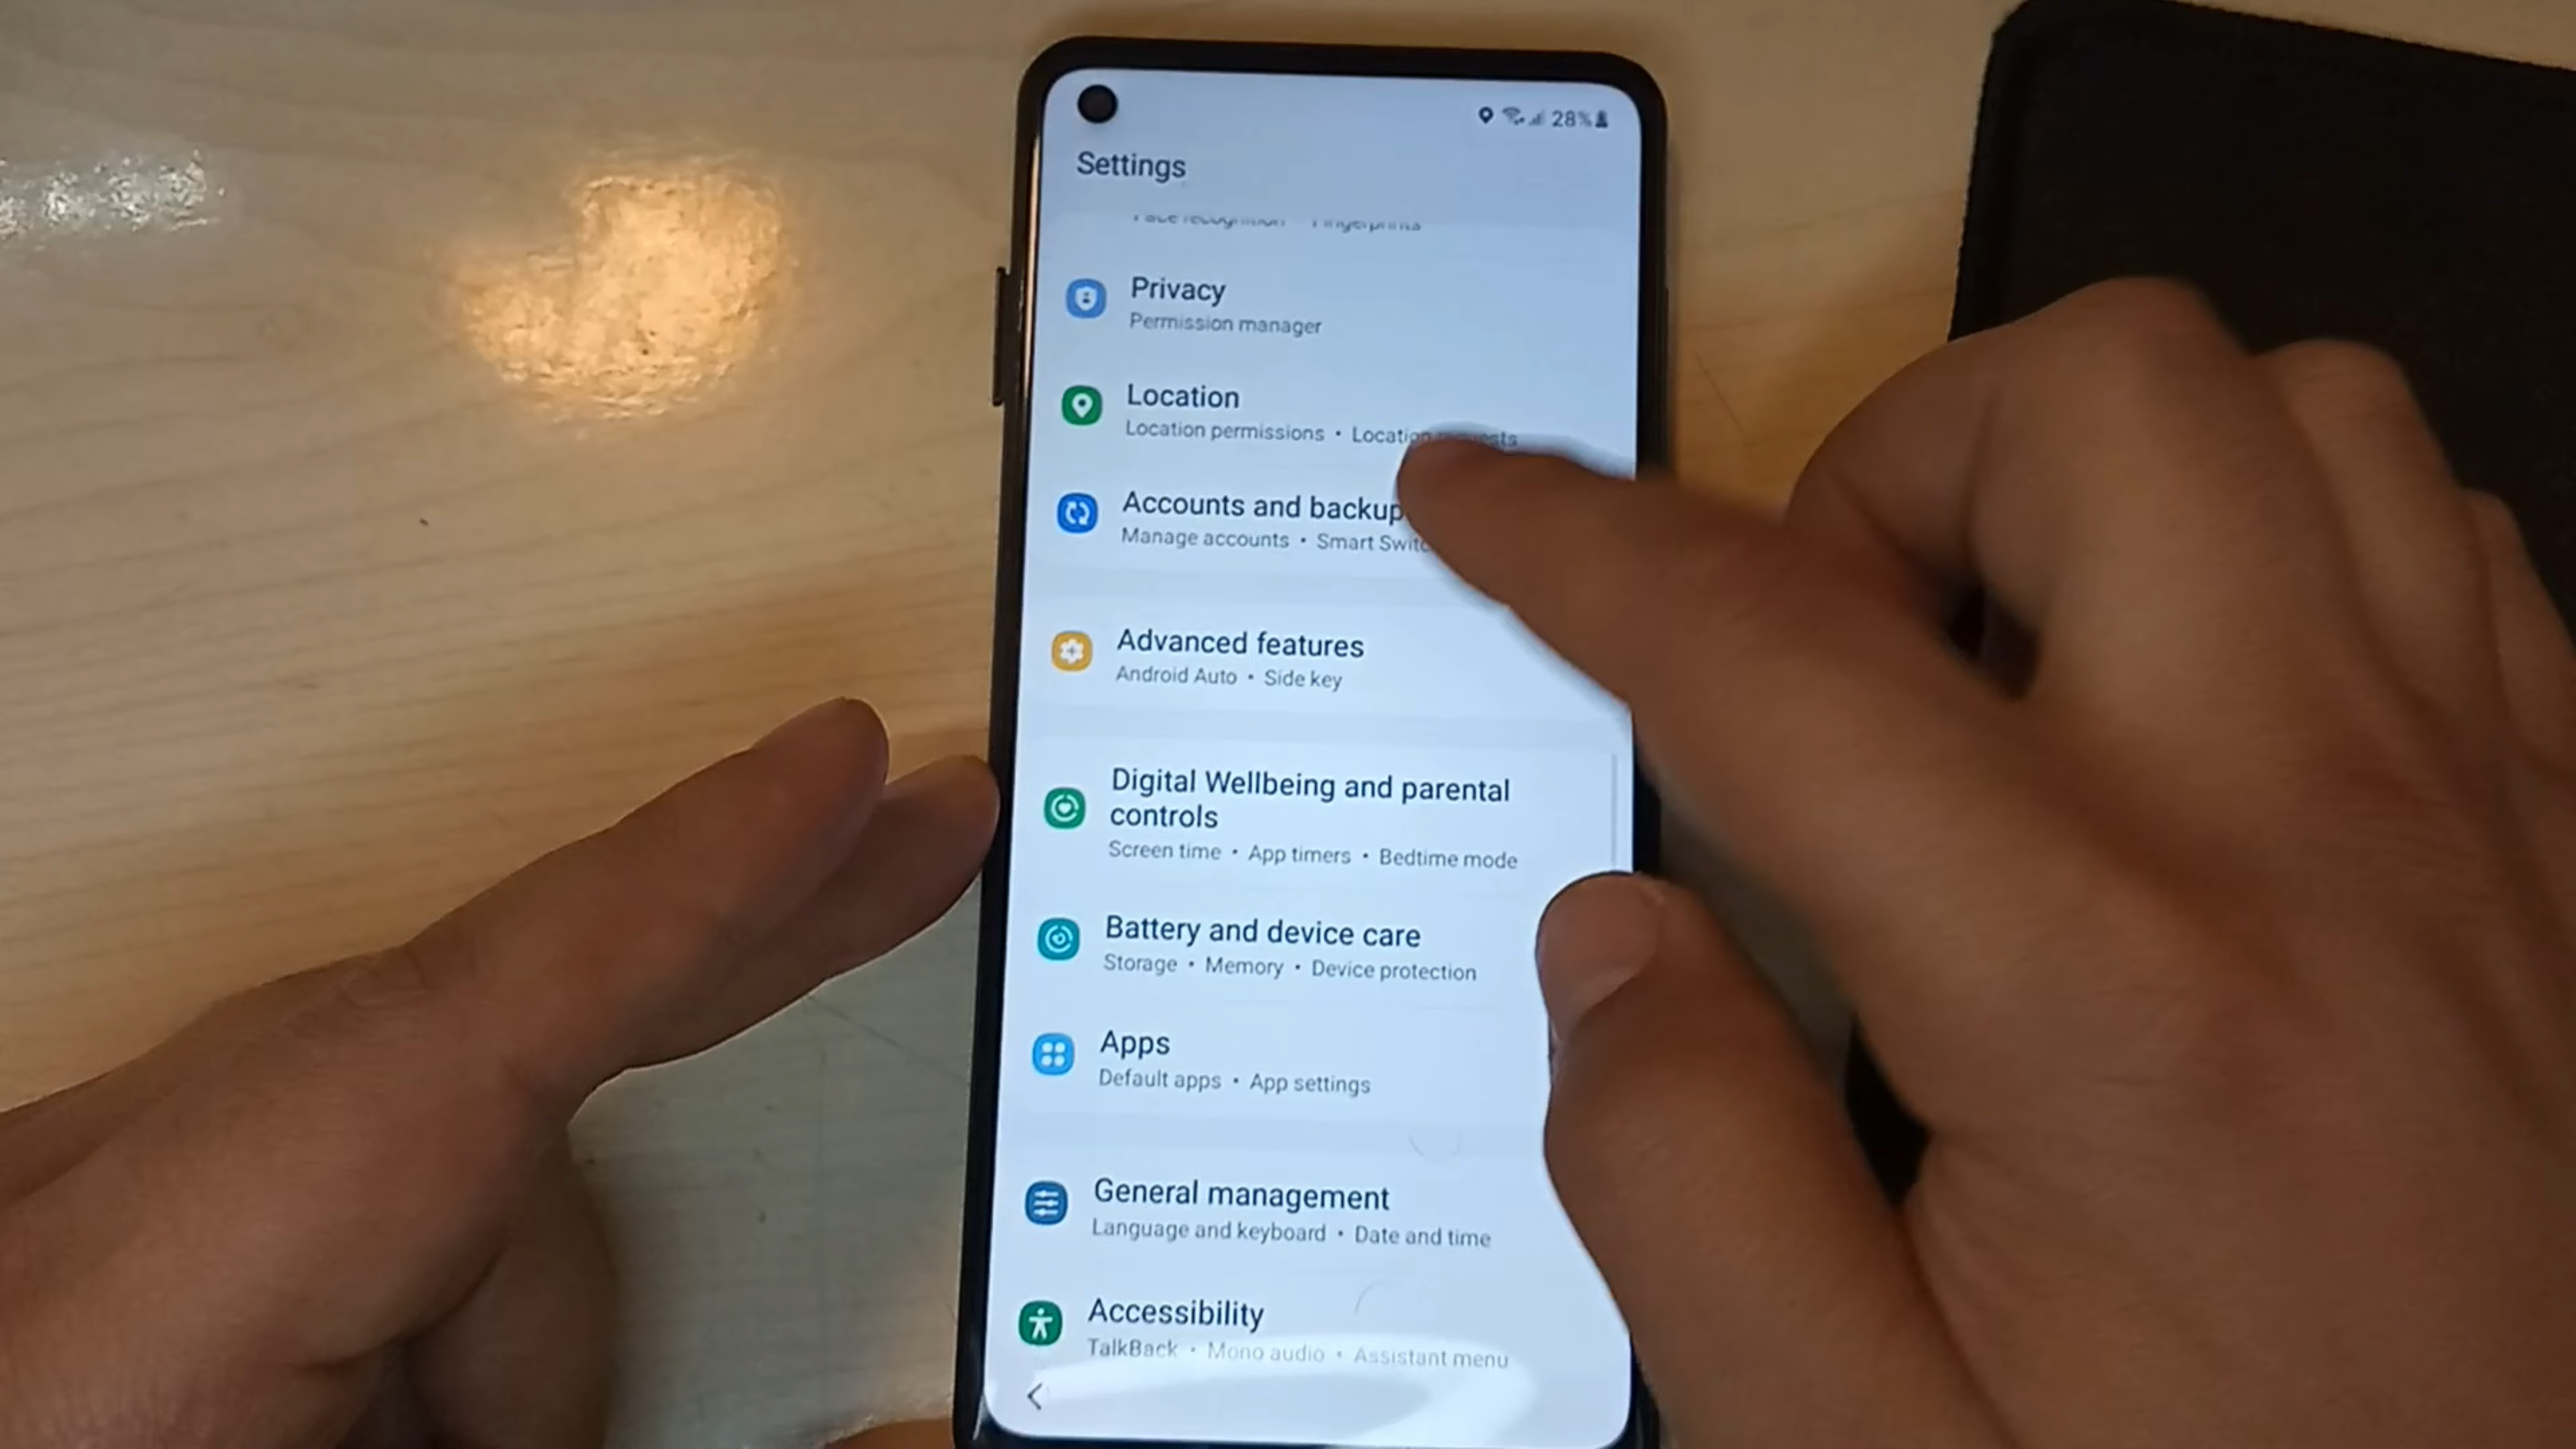 28%
Settings
Face recognition Fingerprints
Privacy
Permission manager
Location
Location permissions • Location
Accounts and backup
Manage accounts • Smart
Advanced features
Android Auto • Side key
Digital Wellbeing and parental
controls
Screen time • App timers • Bedtime mode
Battery and device care
Storage • Memory • Device protection
Apps
Default apps • App settings
General management
Language and keyboard • Date and time
Accessibility
TalkBack • Mono audio • Assistant menu